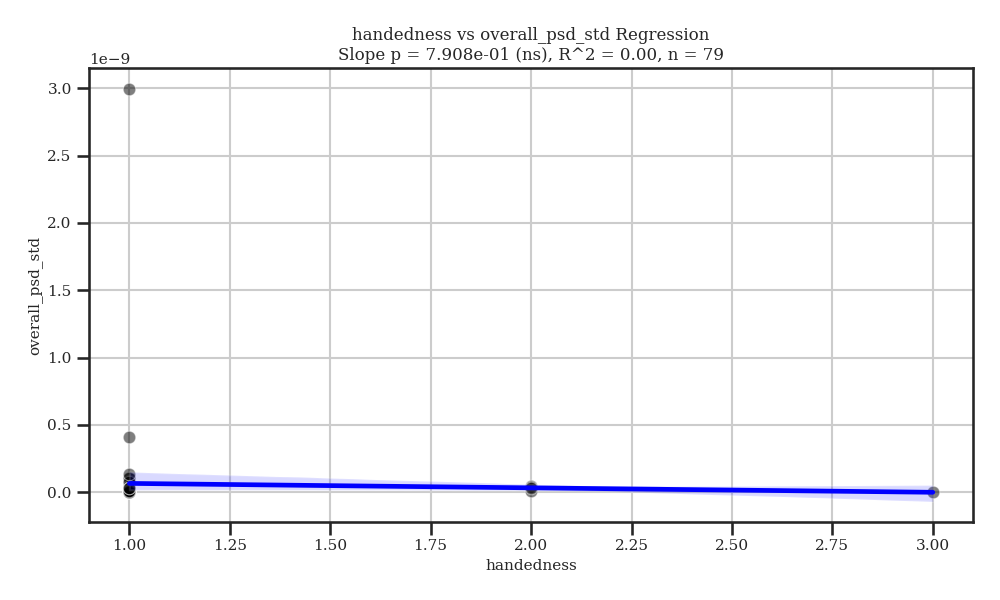 handedness vs overall_psd_std Regression
Slope p = 7.908e-01 (ns), R^2 = 0.00, n = 79
1e−9
3.0
2.5
2.0
1.5
1.0
0.5
0.0
overall_psd_std
1.00 1.25 1.50 1.75 2.00 2.25 2.50 2.75 3.00
handedness